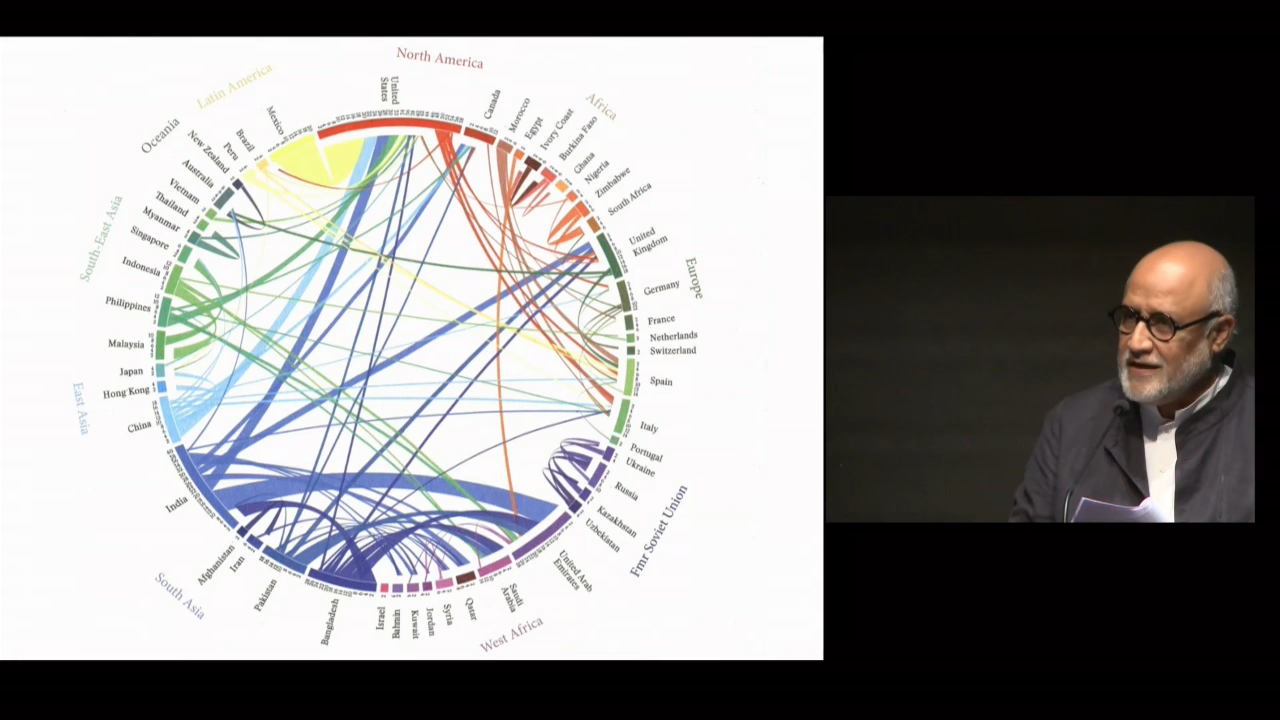 North America
United
States
Canada
Morocco
Egypt
Africa
Ivory Coast
Burkina Faso
Ghana
Nigeria
Zimbabwe
South Africa
United
Kingdom
Europe
Germany
France
Netherlands
Switzerland
Spain
Italy
Portugal
Ukraine
Russia
Fmr Soviet Union
Kazakhstan
Uzbekistan
United Arab
Emirates
Saudi
Arabia
West Africa
Qatar
Syria
Jordan
Kuwait
Bahrain
Israel
Bangladesh
Pakistan
South Asia
Iran
Afghanistan
India
China
East Asia
Hong Kong
Japan
Malaysia
Philippines
Indonesia
South-East Asia
Singapore
Myanmar
Thailand
Vietnam
Australia
New Zealand
Oceania
Peru
Brazil
Latin America
Mexico